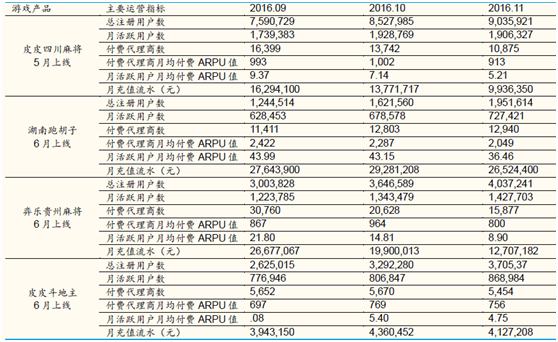 游戏产品 主要运营指标 2016.09 2016.10 2016.11
皮皮四川麻将
5月上线
总注册用户数 7,590,729 8,527,985 9,035,921
月活跃用户数 1,739,383 1,928,769 1,906,327
付费代理商数 16,399 13,742 10,875
付费代理商月均付费 ARPU 值 993 1,002 913
月活跃用户月均付费 ARPU 值 9.37 7.14 5.21
月充值流水（元） 16,294,100 13,771,717 9,936,350
湖南跑胡子
6月上线
总注册用户数 1,244,514 1,621,560 1,951,614
月活跃用户数 628,453 678,578 727,421
付费代理商数 11,411 12,803 12,940
付费代理商月均付费 ARPU 值 2,422 2,287 2,049
月活跃用户月均付费 ARPU 值 43.99 43.15 36.46
月充值流水（元） 27,643,900 29,281,208 26,524,400
弈乐贵州麻将
6月上线
总注册用户数 3,003,828 3,646,589 4,037,241
月活跃用户数 1,223,785 1,343,479 1,427,703
付费代理商数 30,760 20,628 15,877
付费代理商月均付费 ARPU 值 867 964 800
月活跃用户月均付费 ARPU 值 21.80 14.81 8.90
月充值流水（元） 26,677,067 19,900,013 12,707,182
皮皮斗地主
6月上线
总注册用户数 2,625,015 3,292,280 3,705,37
月活跃用户数 776,946 806,847 868,984
付费代理商数 5,652 5,670 5,454
付费代理商月均付费 ARPU 值 697 769 756
月活跃用户月均付费 ARPU 值 .08 5.40 4.75
月充值流水（元） 3,943,150 4,360,452 4,127,208